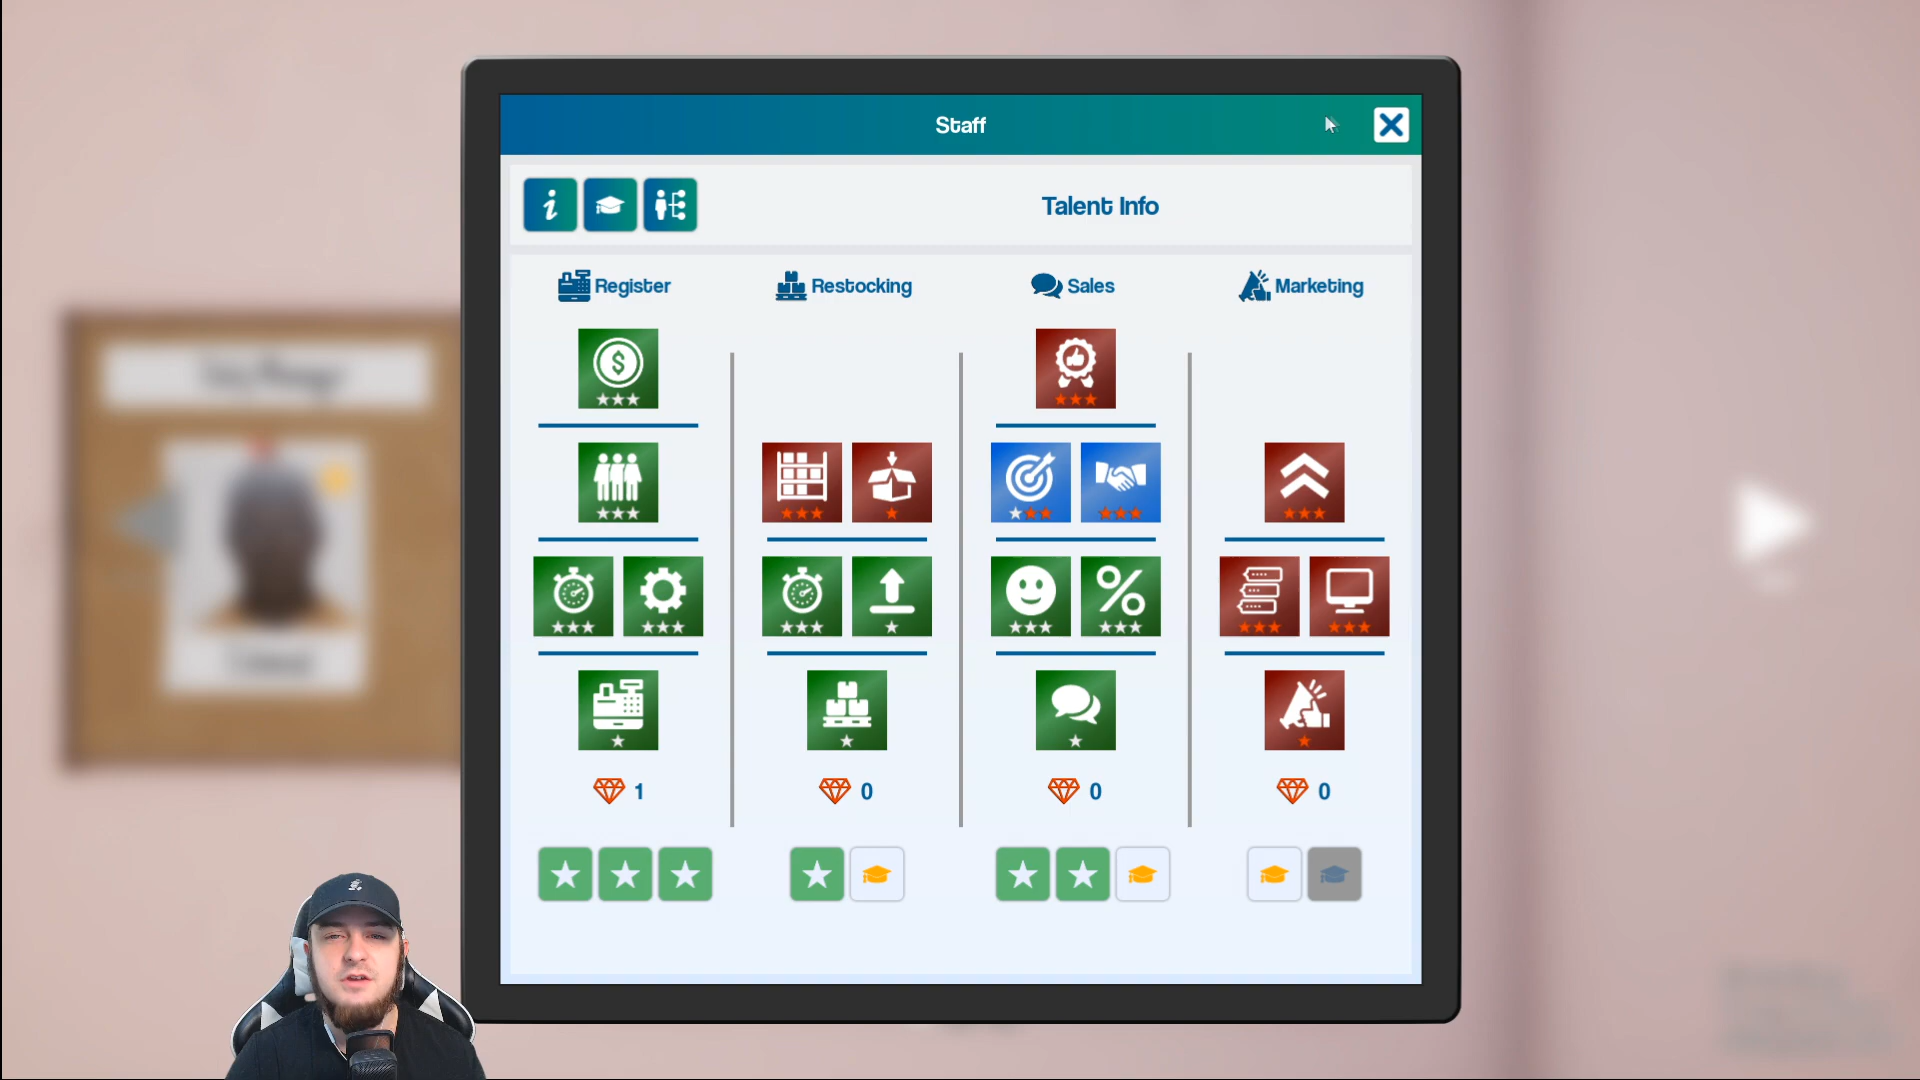 Staff
Talent Info
Register
Restocking
Sales
Marketing
1
0
0
0